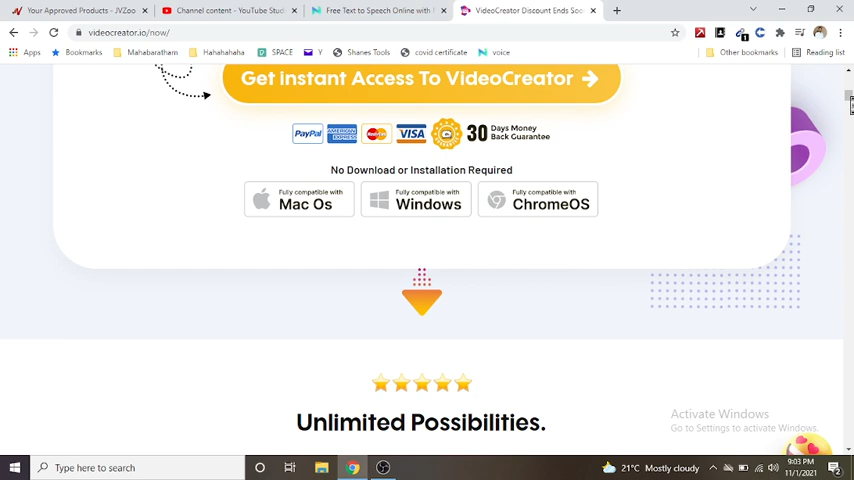 Your Approved Products - JVZoo
Channel content - YouTube Stud
Free Text to Speech Online with
VideoCreator Discount Ends Soo
videocreator.io/now/
Apps
Bookmarks
Mahabaratham
Hahahahaha
SPACE
Y
Shanes Tools
covid certificate
voice
Other bookmarks
Reading list
Get Instant Access To VideoCreator
PayPal
AMERICAN EXPRESS
VISA
30 Days Money
Back Guarantee
No Download or Installation Required
Fully compatible with
Mac Os
Fully compatible with
Windows
Fully compatible with
ChromeOS
Unlimited Possibilities.
Activate Windows
Go to Settings to activate Windows.
Type here to search
21°C Mostly cloudy
9:03 PM
11/1/2021
2